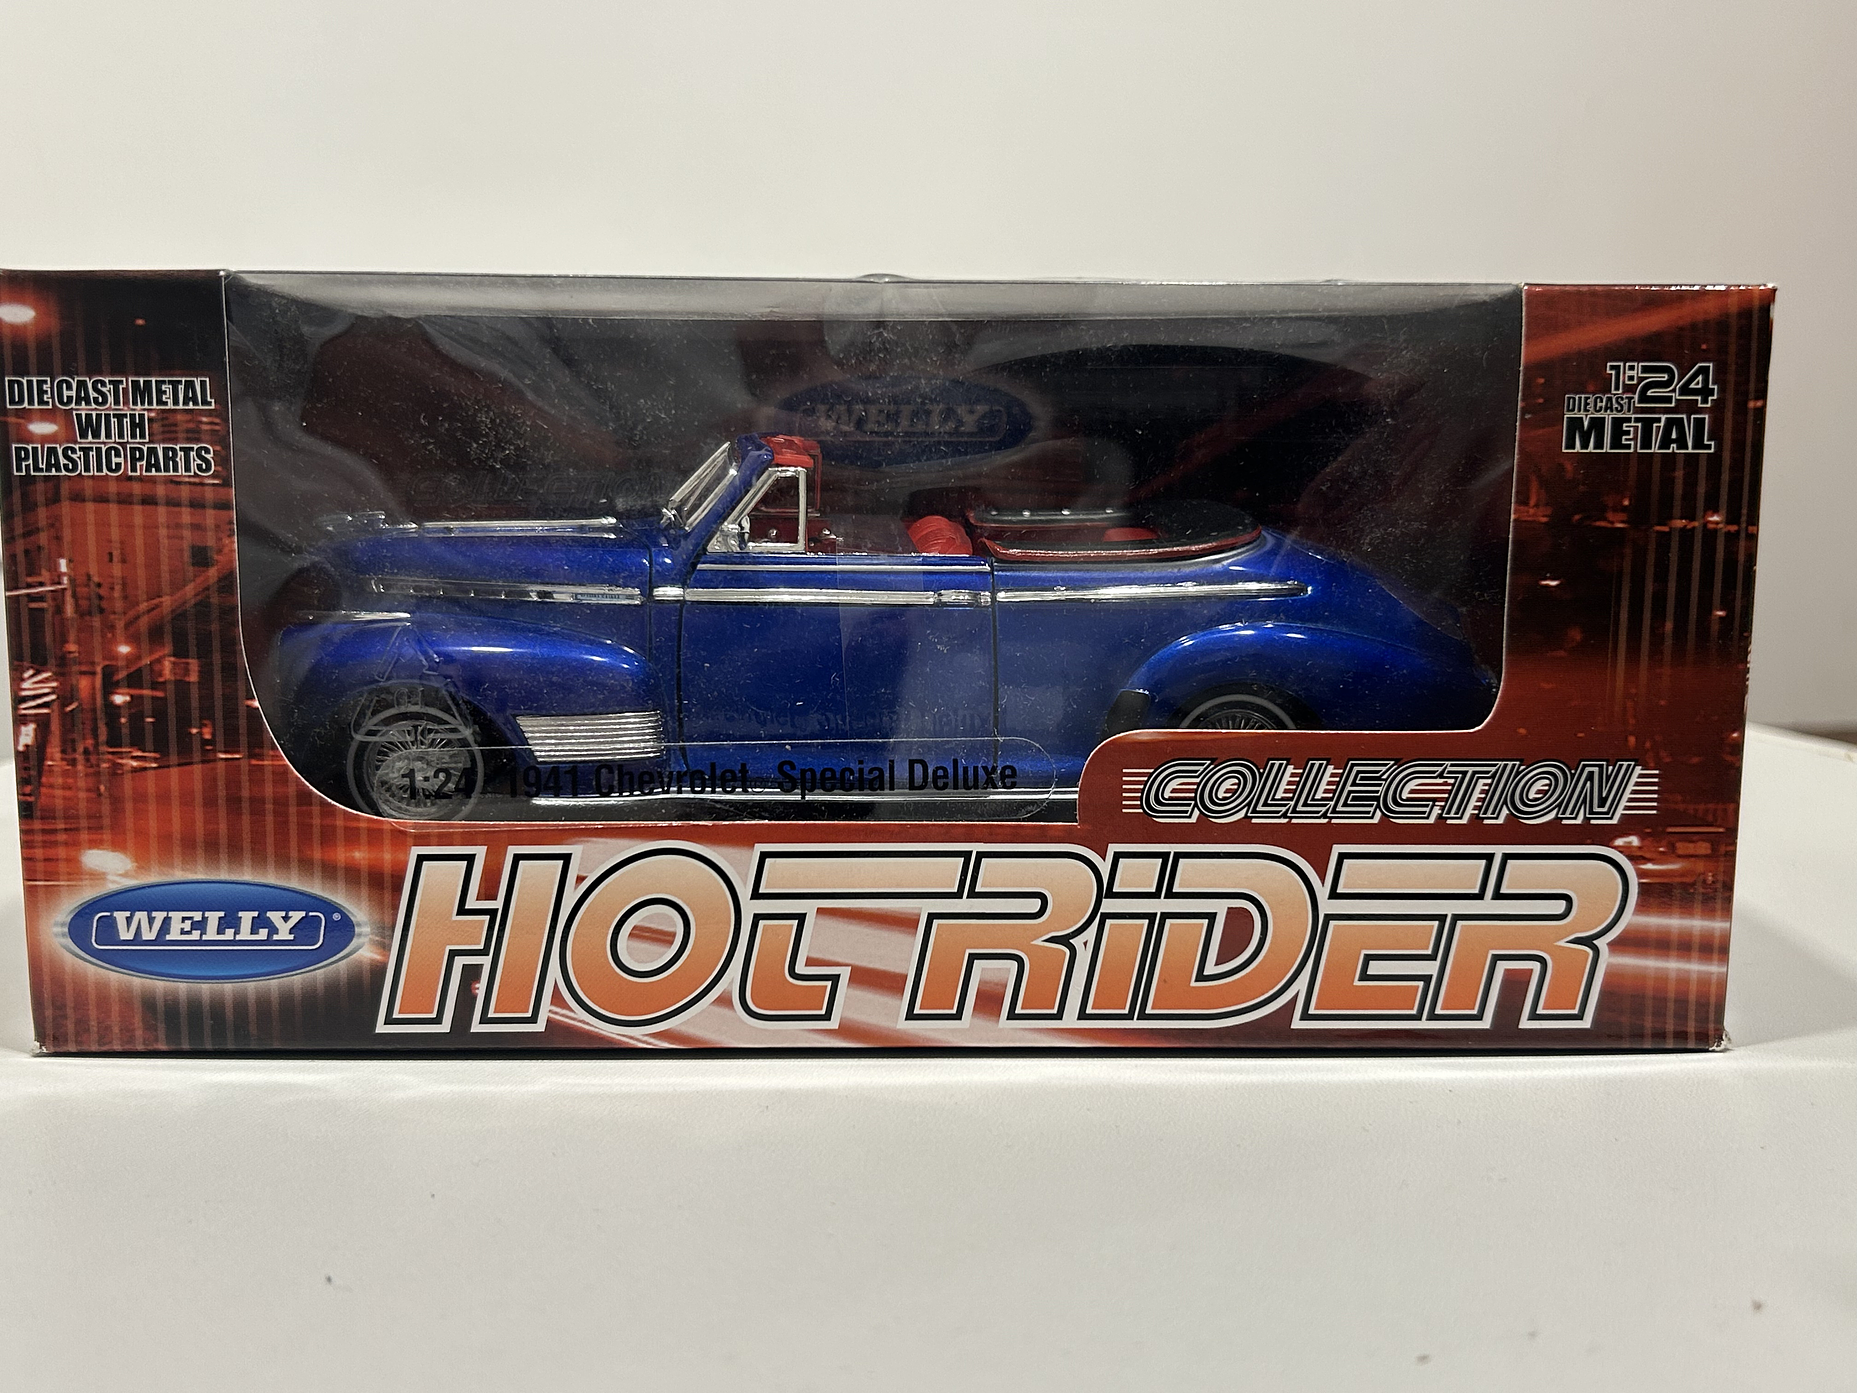 DIE CAST METAL
WITH
PLASTIC PARTS
WELLY
1:24
DIE CAST
METAL
1:24 1941 Chevrolet® Special Deluxe
COLLECTION
WELLY®
HOT RIDER